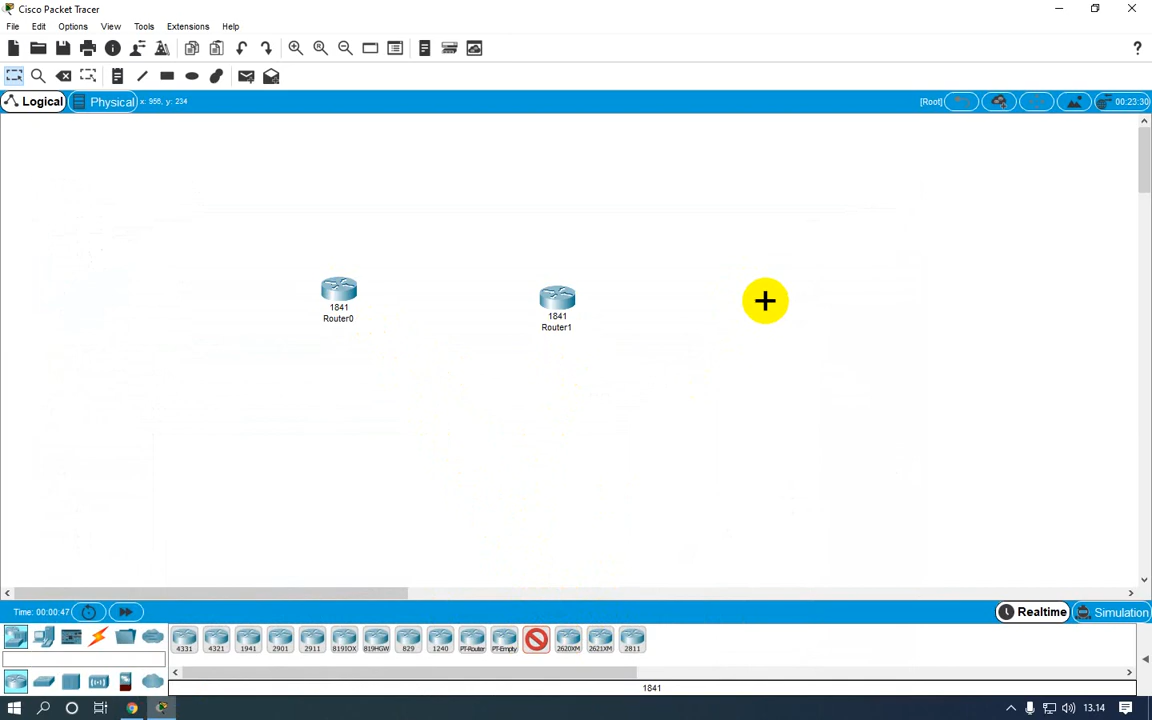 Cisco Packet Tracer
File Edit Options View Tools Extensions Help
?
Logical Physical x: 956, y: 234 [Root] 00:23:30
1841
Router0
1841
Router1
Time: 00:00:47 Realtime Simulation
4331 4321 1941 2901 2911 819IOX 819HGW 829 1240 PT-Router PT-Empty 2620XM 2621XM 2811
1841
13.14